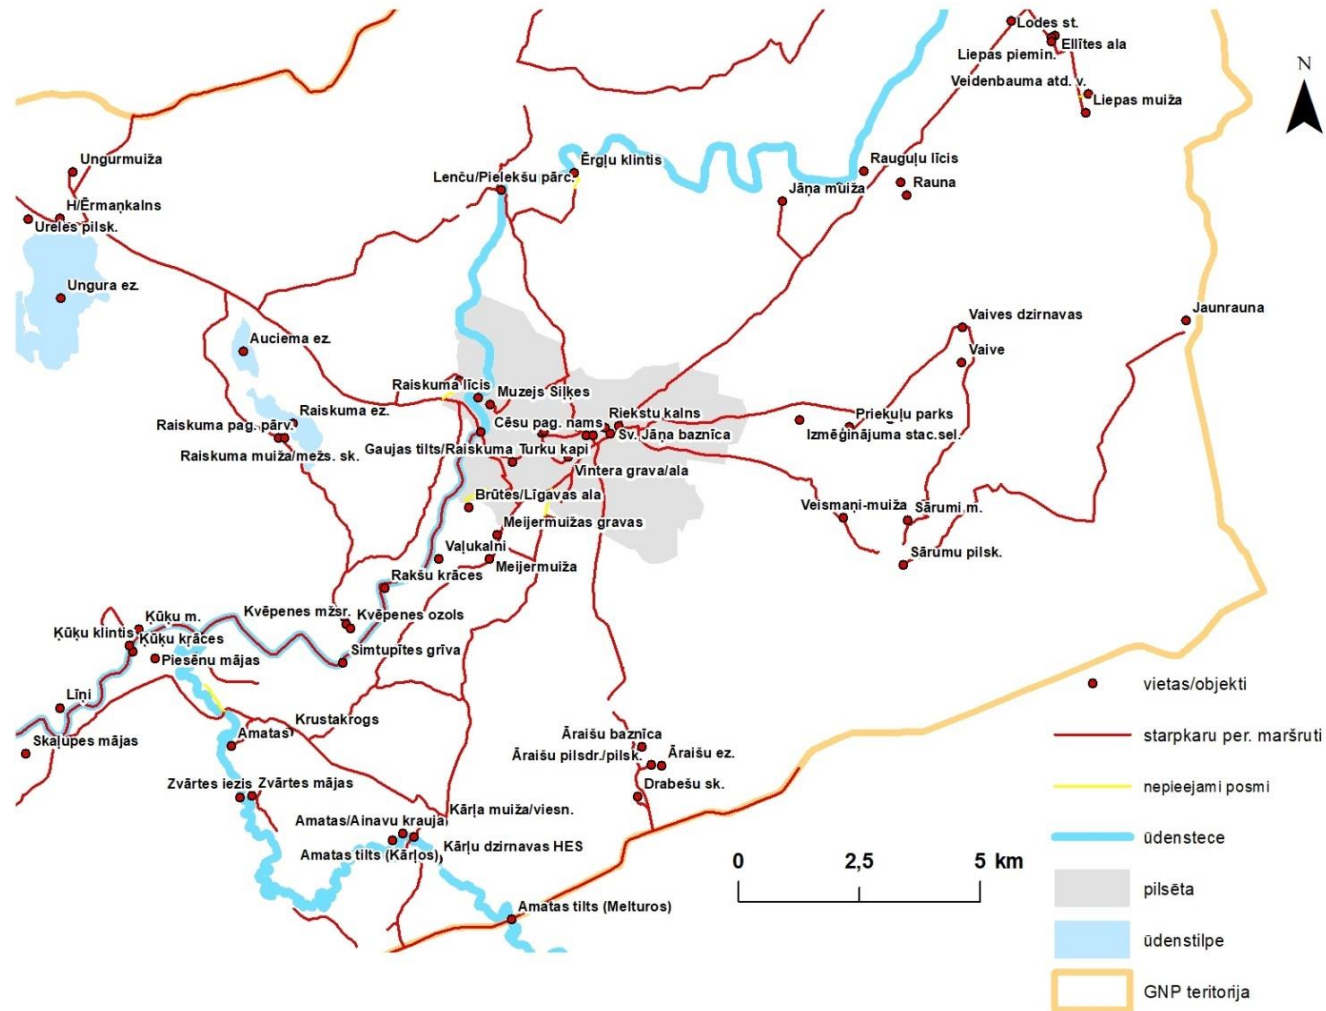 Lodes st.
Ellītes ala
Liepas piemin.
Veidenbauma atd. v.
Liepas muiža
N
Ungurmuiža
Ērgļu klintis
Rauguļu līcis
Lenču/Pielekšu pārc.
Rauna
Jāņa muiža
H/Ērmaņkalns
Ureles pilsk.
Ungura ez.
Jaunrauna
Vaives dzirnavas
Auciema ez.
Vaive
Raiskuma līcis
Muzejs Siļķes
Raiskuma ez.
Riekstu kalns
Priekuļu parks
Raiskuma pag. pārv.
Cēsu pag. nams
Sv. Jāņa baznīca
Izmēģinājuma stac.sel.
Raiskuma muiža/mežs. sk.
Gaujas tilts/Raiskuma
Turku kapi
Vintera grava/ala
Brūtes/Līgavas ala
Veismaņi-muiža
Sārumi m.
Meijermuižas gravas
Vaļukalni
Meijermuiža
Sārumu pilsk.
Rakšu krāces
Kvēpenes mžsr.
Kvēpenes ozols
Ķūķu m.
Ķūķu klintis
Ķūķu krāces
Piesēnu mājas
Simtupītes grīva
Līņi
Skaļupes mājas
Krustakrogs
Amatas
Āraišu baznīca
Āraišu pilsdr./pilsk.
Āraišu ez.
Drabešu sk.
Zvārtes iezis
Zvārtes mājas
Kārļa muiža/viesn.
Amatas/Ainavu krauja
Amatas tilts (Kārļos)
Kārļu dzirnavas HES
Amatas tilts (Melturos)
0 2,5 5 km
vietas/objekti
starpkaru per. maršruti
nepieejami posmi
ūdenstece
pilsēta
ūdenstilpe
GNP teritorija